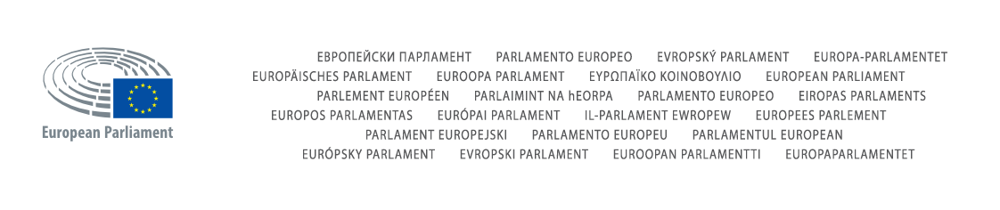 European Parliament
ЕВРОПЕЙСКИ ПАРЛАМЕНТ PARLAMENTO EUROPEO EVROPSKÝ PARLAMENT EUROPA-PARLAMENTET
EUROPÄISCHES PARLAMENT EUROOPA PARLAMENT ΕΥΡΩΠΑΪΚΟ ΚΟΙΝΟΒΟΥΛΙΟ EUROPEAN PARLIAMENT
PARLEMENT EUROPÉEN PARLAIMINT NA hEORPA PARLAMENTO EUROPEO EIROPAS PARLAMENTS
EUROPOS PARLAMENTAS EURÓPAI PARLAMENT IL-PARLAMENT EWROPEW EUROPEES PARLEMENT
PARLAMENT EUROPEJSKI PARLAMENTO EUROPEU PARLAMENTUL EUROPEAN
EURÓPSKY PARLAMENT EVROPSKI PARLAMENT EUROOPAN PARLAMENTTI EUROPAPARLAMENTET